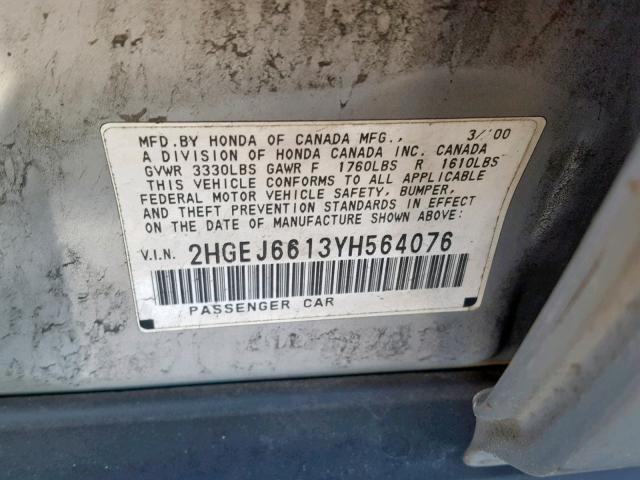 MFD.BY HONDA OF CANADA MFG., 3/'00
A DIVISION OF HONDA CANADA INC. CANADA
GVWR 3330LBS GAWR F 1760LBS R 1610LBS
THIS VEHICLE CONFORMS TO ALL APPLICABLE
FEDERAL MOTOR VEHICLE SAFETY, BUMPER,
AND THEFT PREVENTION STANDARDS IN EFFECT
ON THE DATE OF MANUFACTURE SHOWN ABOVE:
V.I.N. 2HGEJ6613YH564076
PASSENGER CAR